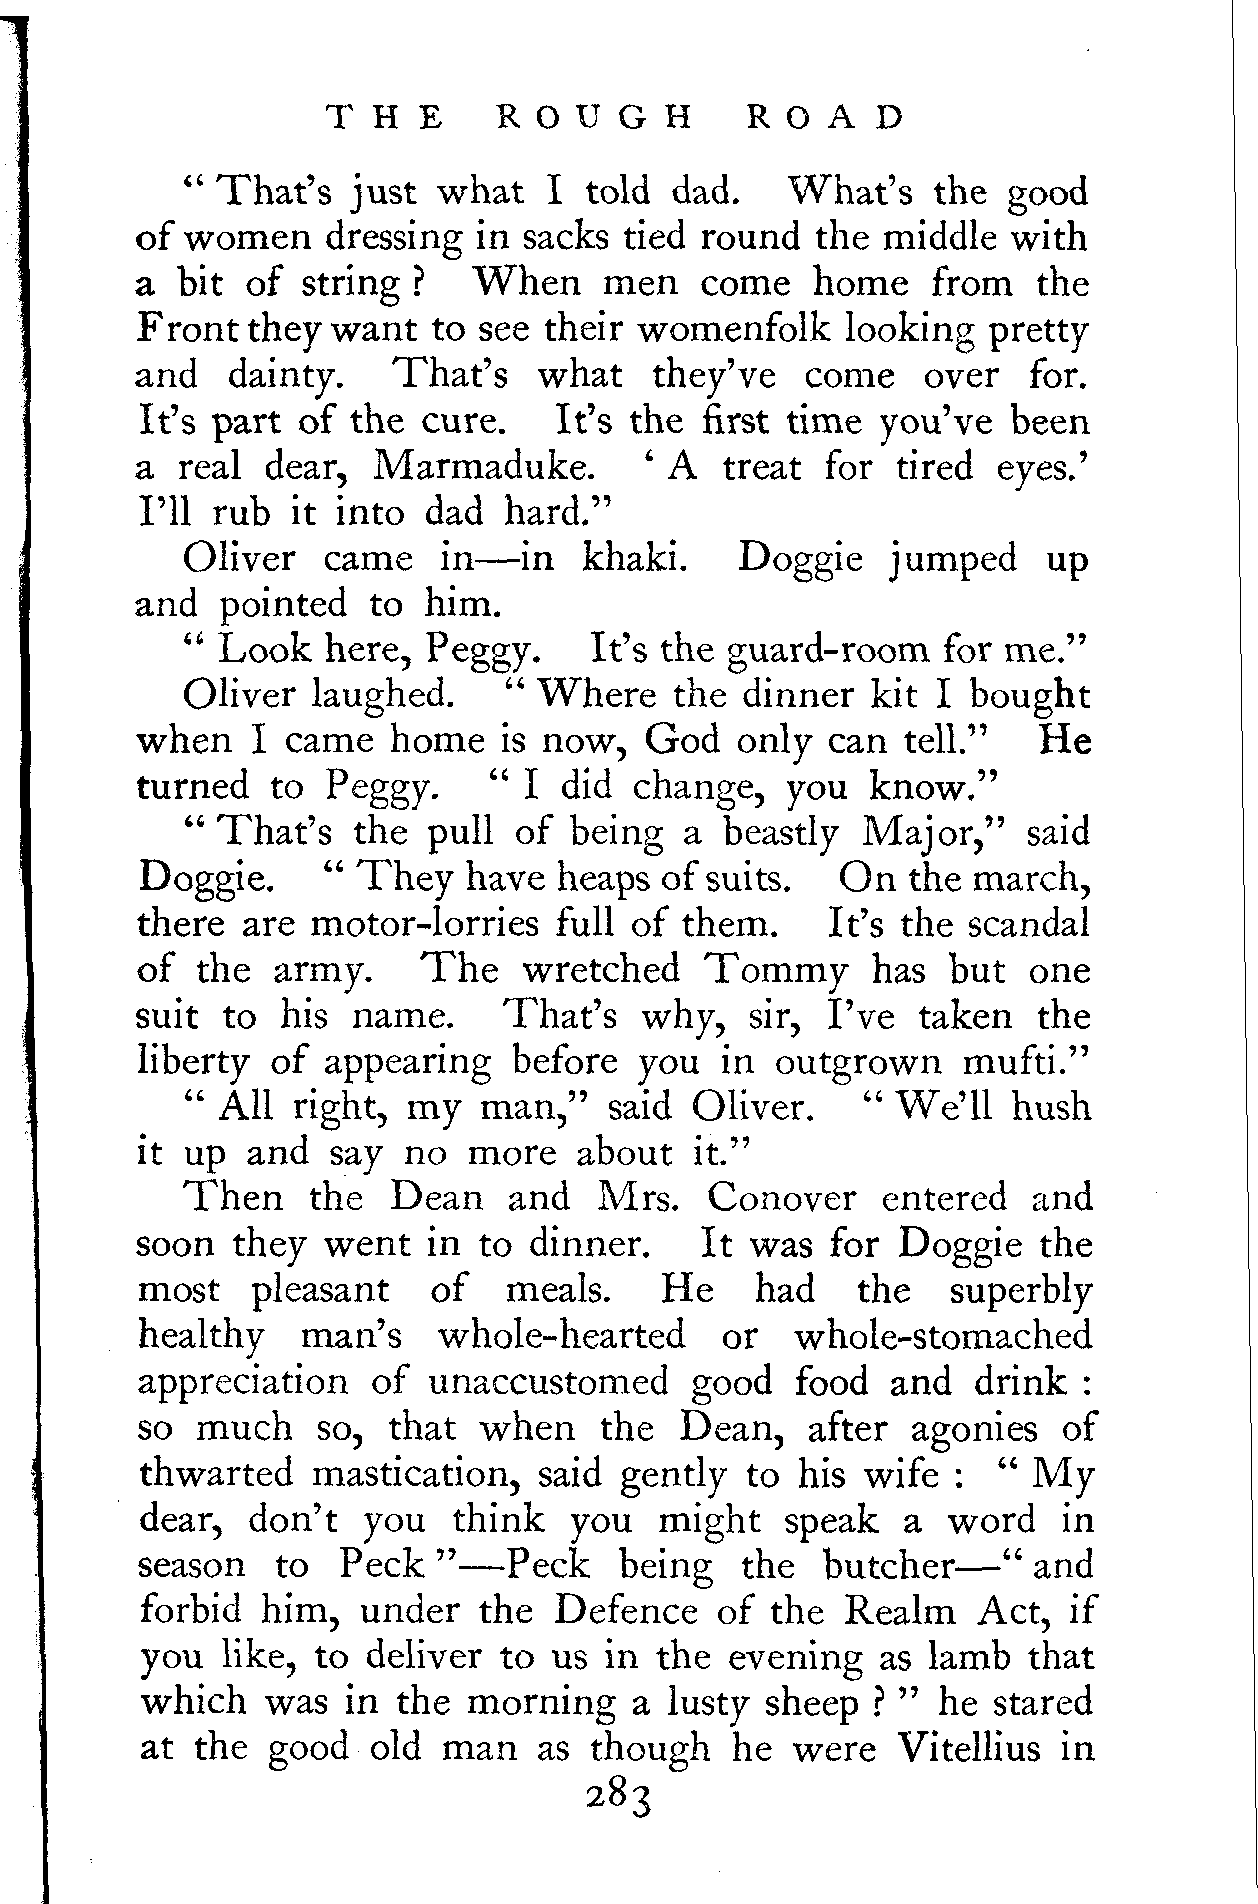 THE ROUGH ROAD
“ That’s just what I told dad. What’s the good
of women dressing in sacks tied round the middle with
a bit of string ? When men come home from the
Front they want to see their womenfolk looking pretty
and dainty. That’s what they’ve come over for.
It’s part of the cure. It’s the first time you’ve been
a real dear, Marmaduke. ‘ A treat for tired eyes.’
I’ll rub it into dad hard.”
Oliver came in—in khaki. Doggie jumped up
and pointed to him.
“ Look here, Peggy. It’s the guard-room for me.”
Oliver laughed. “ Where the dinner kit I bought
when I came home is now, God only can tell.” He
turned to Peggy. “ I did change, you know.”
“ That’s the pull of being a beastly Major,” said
Doggie. “ They have heaps of suits. On the march,
there are motor-lorries full of them. It’s the scandal
of the army. The wretched Tommy has but one
suit to his name. That’s why, sir, I’ve taken the
liberty of appearing before you in outgrown mufti.”
“ All right, my man,” said Oliver. “ We’ll hush
it up and say no more about it.”
Then the Dean and Mrs. Conover entered and
soon they went in to dinner. It was for Doggie the
most pleasant of meals. He had the superbly
healthy man’s whole-hearted or whole-stomached
appreciation of unaccustomed good food and drink :
so much so, that when the Dean, after agonies of
thwarted mastication, said gently to his wife : “ My
dear, don’t you think you might speak a word in
season to Peck ”—Peck being the butcher—“ and
forbid him, under the Defence of the Realm Act, if
you like, to deliver to us in the evening as lamb that
which was in the morning a lusty sheep ? ” he stared
at the good old man as though he were Vitellius in
283